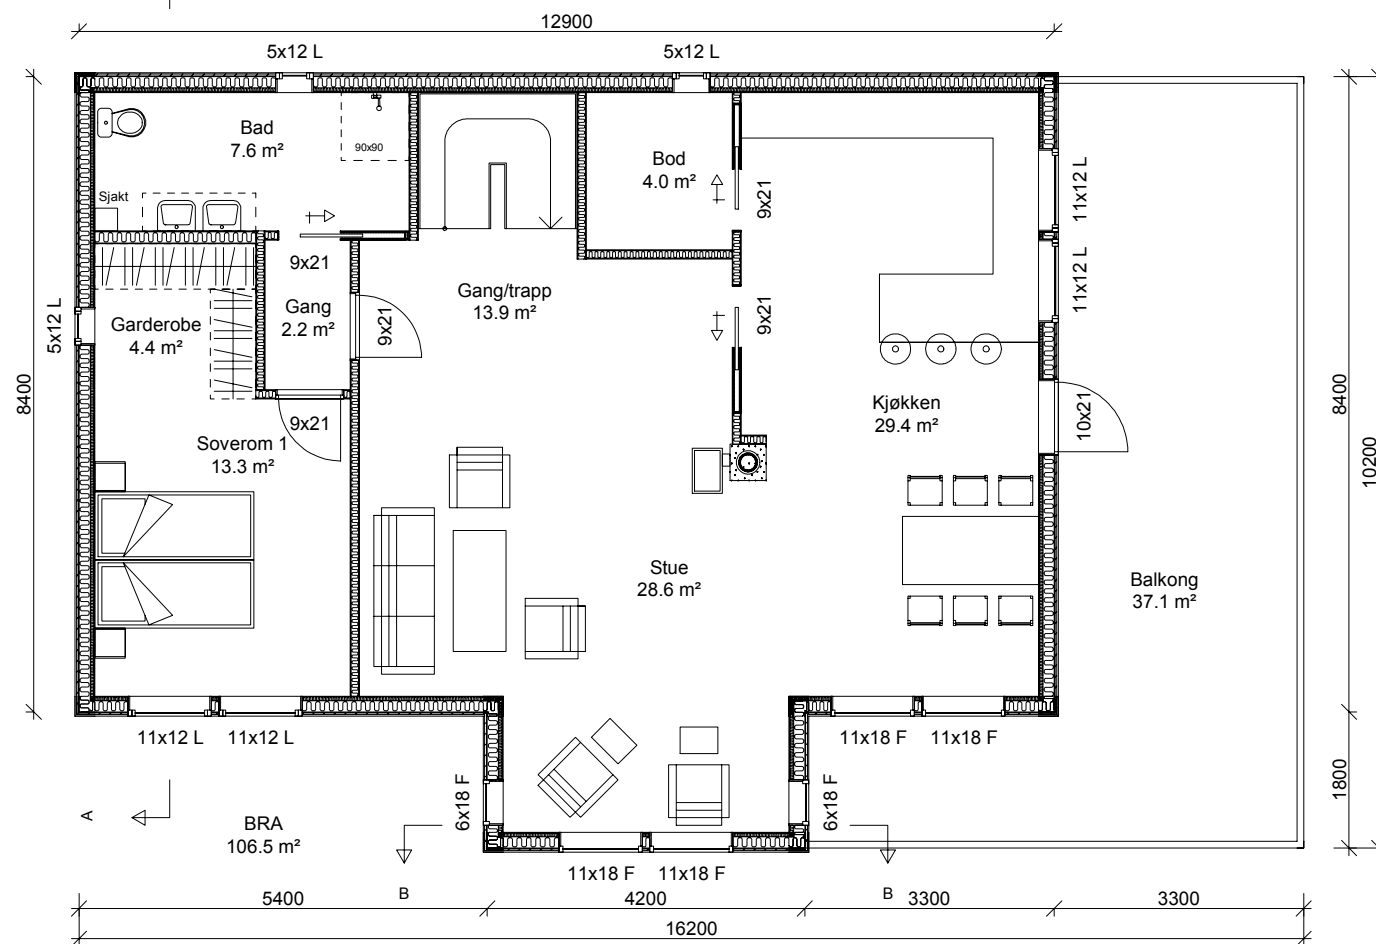 12900
5x12 L
5x12 L
Bad
7.6 m²
90x90
Bod
4.0 m²
9x21
11x12 L
Sjakt
9x21
Gang/trapp
13.9 m²
11x12 L
5x12 L
Garderobe
4.4 m²
Gang
2.2 m²
9x21
9x21
8400
8400
Kjøkken
29.4 m²
10x21
9x21
Soverom 1
13.3 m²
10200
Stue
28.6 m²
Balkong
37.1 m²
11x12 L
11x12 L
11x18 F
11x18 F
1800
A
BRA
106.5 m²
6x18 F
6x18 F
11x18 F
11x18 F
B
B
5400
4200
3300
3300
16200